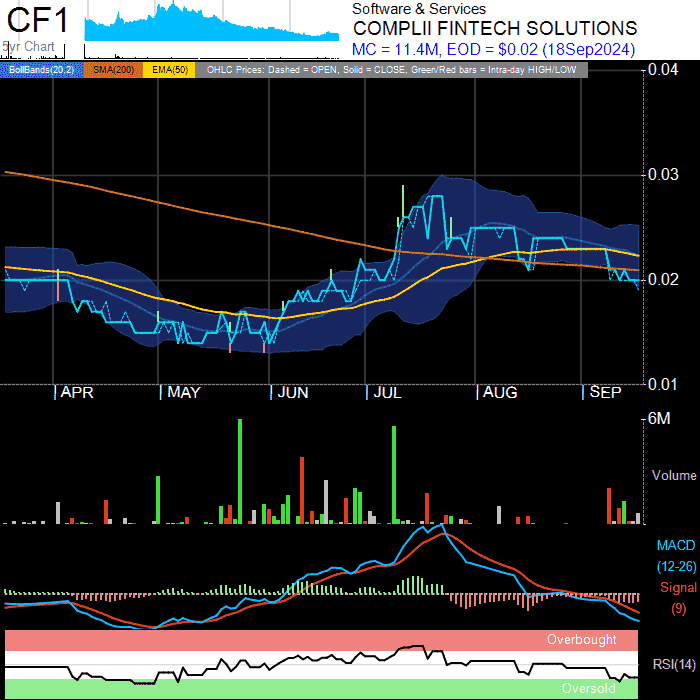 CF1
5yr Chart
Software & Services
COMPLII FINTECH SOLUTIONS
MC = 11.4M, EOD = $0.02 (18Sep2024)
BollBands(20,2) SMA(200) EMA(50) OHLC Prices: Dashed = OPEN, Solid = CLOSE, Green/Red bars = Intra-day HIGH/LOW
0.04
0.03
0.02
0.01
APR MAY JUN JUL AUG SEP
6M
Volume
MACD
(12-26)
Signal
(9)
Overbought
RSI(14)
Oversold